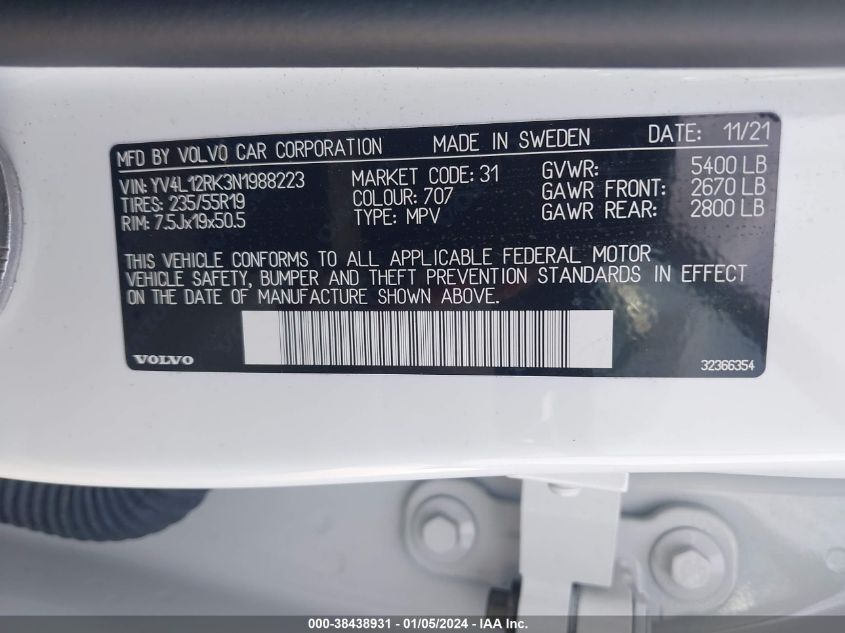 MFD BY VOLVO CAR CORPORATION MADE IN SWEDEN DATE: 11/21
VIN: YV4L12RK3N1988223 MARKET CODE: 31 GVWR: 5400 LB
TIRES: 235/55R19 COLOUR: 707 GAWR FRONT: 2670 LB
RIM: 7.5Jx19x50.5 TYPE: MPV GAWR REAR: 2800 LB
THIS VEHICLE CONFORMS TO ALL APPLICABLE FEDERAL MOTOR
VEHICLE SAFETY, BUMPER AND THEFT PREVENTION STANDARDS IN EFFECT
ON THE DATE OF MANUFACTURE SHOWN ABOVE.
VOLVO 32366354
000-38438931 - 01/05/2024 - IAA Inc.